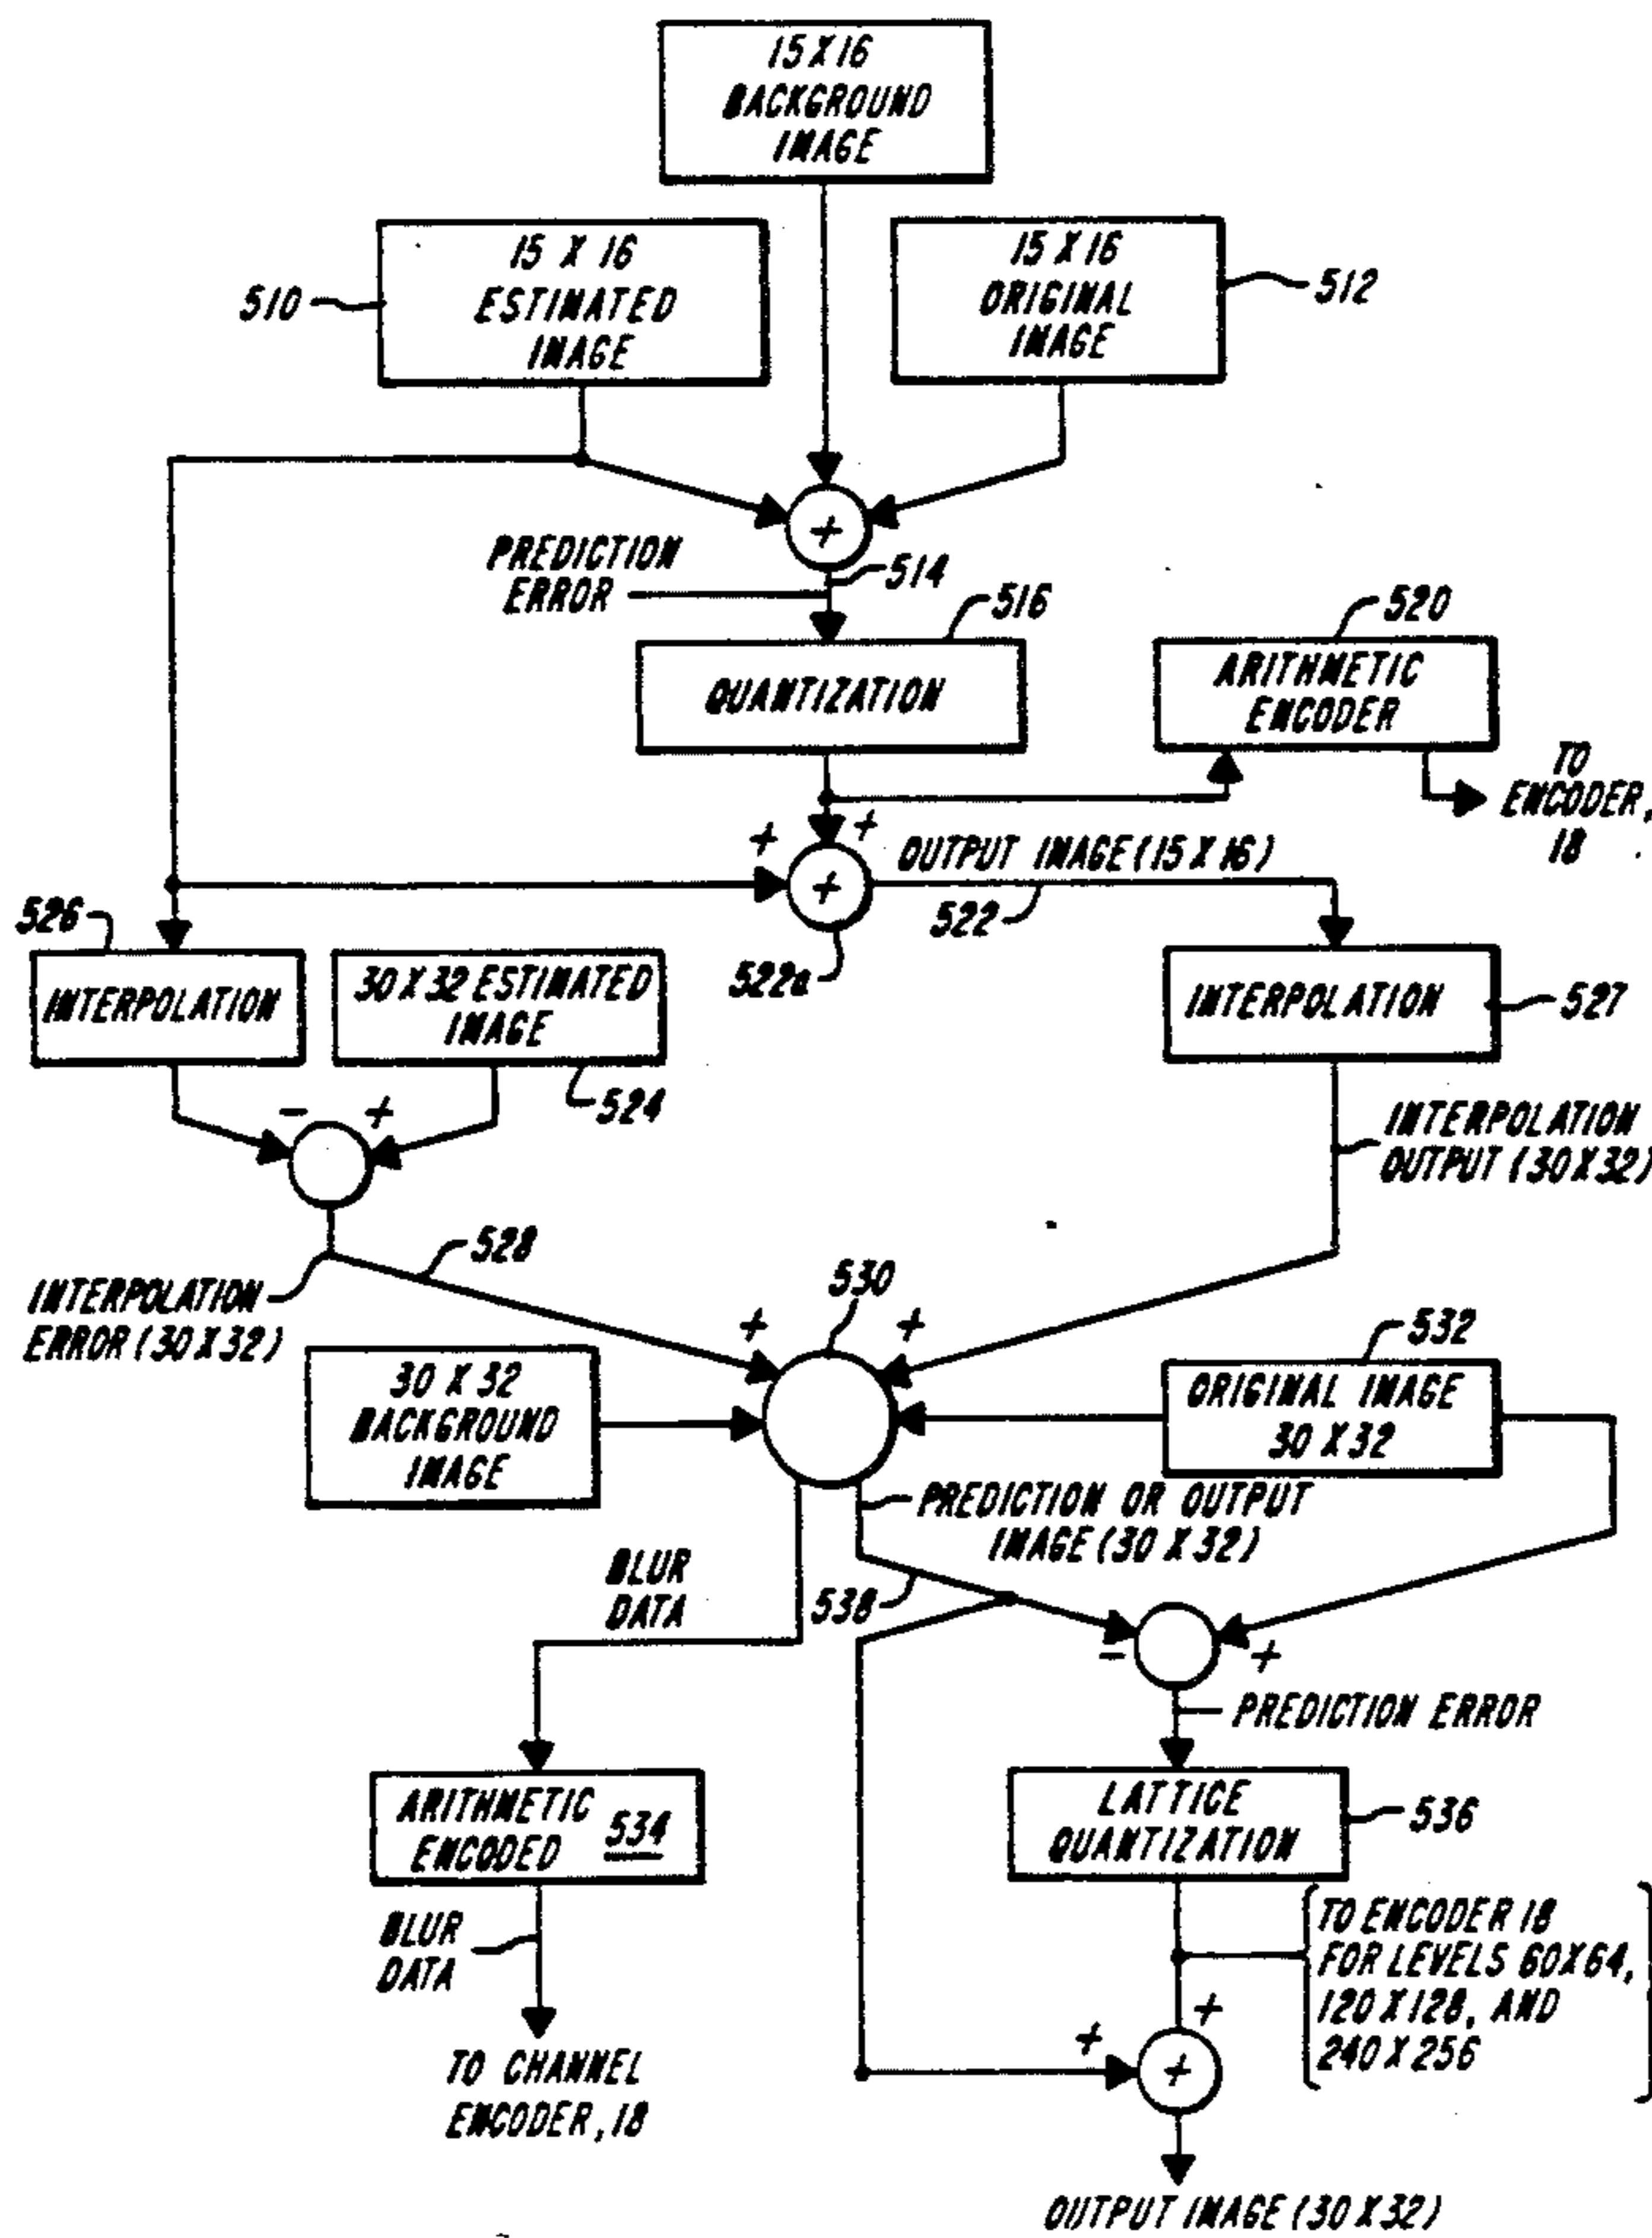 15 X 16
BACKGROUND
IMAGE
15 X 16
ESTIMATED
IMAGE
510
15 X 16
ORIGINAL
IMAGE
512
+
PREDICTION
ERROR
514
516
QUANTIZATION
520
ARITHMETIC
ENCODER
TO
ENCODER,
18
+
+
+
OUTPUT IMAGE (15 X 16)
522
522a
526
INTERPOLATION
30 X 32 ESTIMATED
IMAGE
524
INTERPOLATION
527
-
+
INTERPOLATION
OUTPUT (30 X 32)
528
INTERPOLATION
ERROR (30 X 32)
530
+
+
30 X 32
BACKGROUND
IMAGE
532
ORIGINAL IMAGE
30 X 32
PREDICTION OR OUTPUT
IMAGE (30 X 32)
BLUR
DATA
538
-
+
PREDICTION ERROR
ARITHMETIC
ENCODED 534
LATTICE
QUANTIZATION
536
BLUR
DATA
TO ENCODER 18
FOR LEVELS 60X64,
120 X 128, AND
240 X 256
+
+
+
TO CHANNEL
ENCODER, 18
OUTPUT IMAGE (30 X 32)